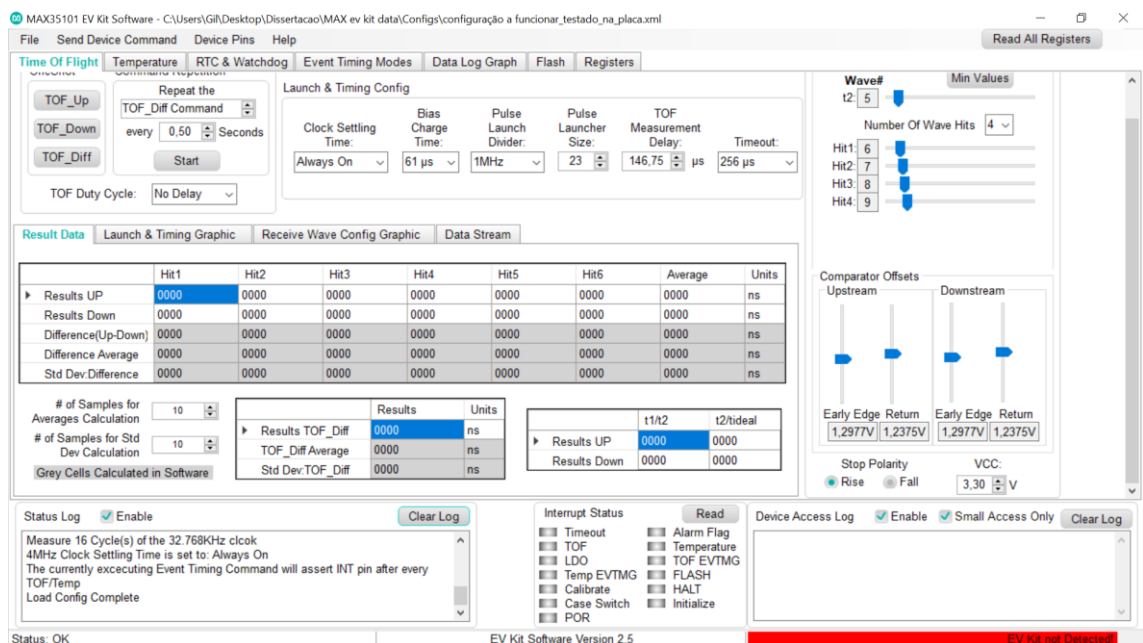 MAX35101 EV Kit Software - C:\Users\Gil\Desktop\Dissertacao\MAX ev kit data\Configs\configuração a funcionar_testado_na_placa.xml
File Send Device Command Device Pins Help
Read All Registers
Time Of Flight Temperature RTC & Watchdog Event Timing Modes Data Log Graph Flash Registers
OneShot Command Repetition
TOF_Up
TOF_Down
TOF_Diff
Repeat the
TOF_Diff Command
every 0,50 Seconds
Start
TOF Duty Cycle: No Delay
Launch & Timing Config
Clock Settling Time: Always On
Bias Charge Time: 61 µs
Pulse Launch Divider: 1MHz
Pulse Launcher Size: 23
TOF Measurement Delay: 146,75 µs
Timeout: 256 µs
Wave# Min Values
t2: 5
Number Of Wave Hits 4
Hit1: 6
Hit2: 7
Hit3: 8
Hit4: 9
Result Data Launch & Timing Graphic Receive Wave Config Graphic Data Stream
Hit1 Hit2 Hit3 Hit4 Hit5 Hit6 Average Units
Results UP 0000 0000 0000 0000 0000 0000 0000 ns
Results Down 0000 0000 0000 0000 0000 0000 0000 ns
Difference(Up-Down) 0000 0000 0000 0000 0000 0000 0000 ns
Difference Average 0000 0000 0000 0000 0000 0000 0000 ns
Std Dev:Difference 0000 0000 0000 0000 0000 0000 0000 ns
# of Samples for Averages Calculation 10
# of Samples for Std Dev Calculation 10
Grey Cells Calculated in Software
Results Units
Results TOF_Diff 0000 ns
TOF_Diff Average 0000 ns
Std Dev:TOF_Diff 0000 ns
t1/t2 t2/tideal
Results UP 0000 0000
Results Down 0000 0000
Comparator Offsets
Upstream Downstream
Early Edge Return Early Edge Return
1,2977V 1,2375V 1,2977V 1,2375V
Stop Polarity VCC:
Rise Fall 3,30 V
Status Log Enable Clear Log
Measure 16 Cycle(s) of the 32.768KHz clcok
4MHz Clock Settling Time is set to: Always On
The currently excecuting Event Timing Command will assert INT pin after every
TOF/Temp
Load Config Complete
Interrupt Status Read
Timeout Alarm Flag
TOF Temperature
LDO TOF EVTMG
Temp EVTMG FLASH
Calibrate HALT
Case Switch Initialize
POR
Device Access Log Enable Small Access Only Clear Log
Status: OK EV Kit Software Version 2.5 EV Kit not Detected!